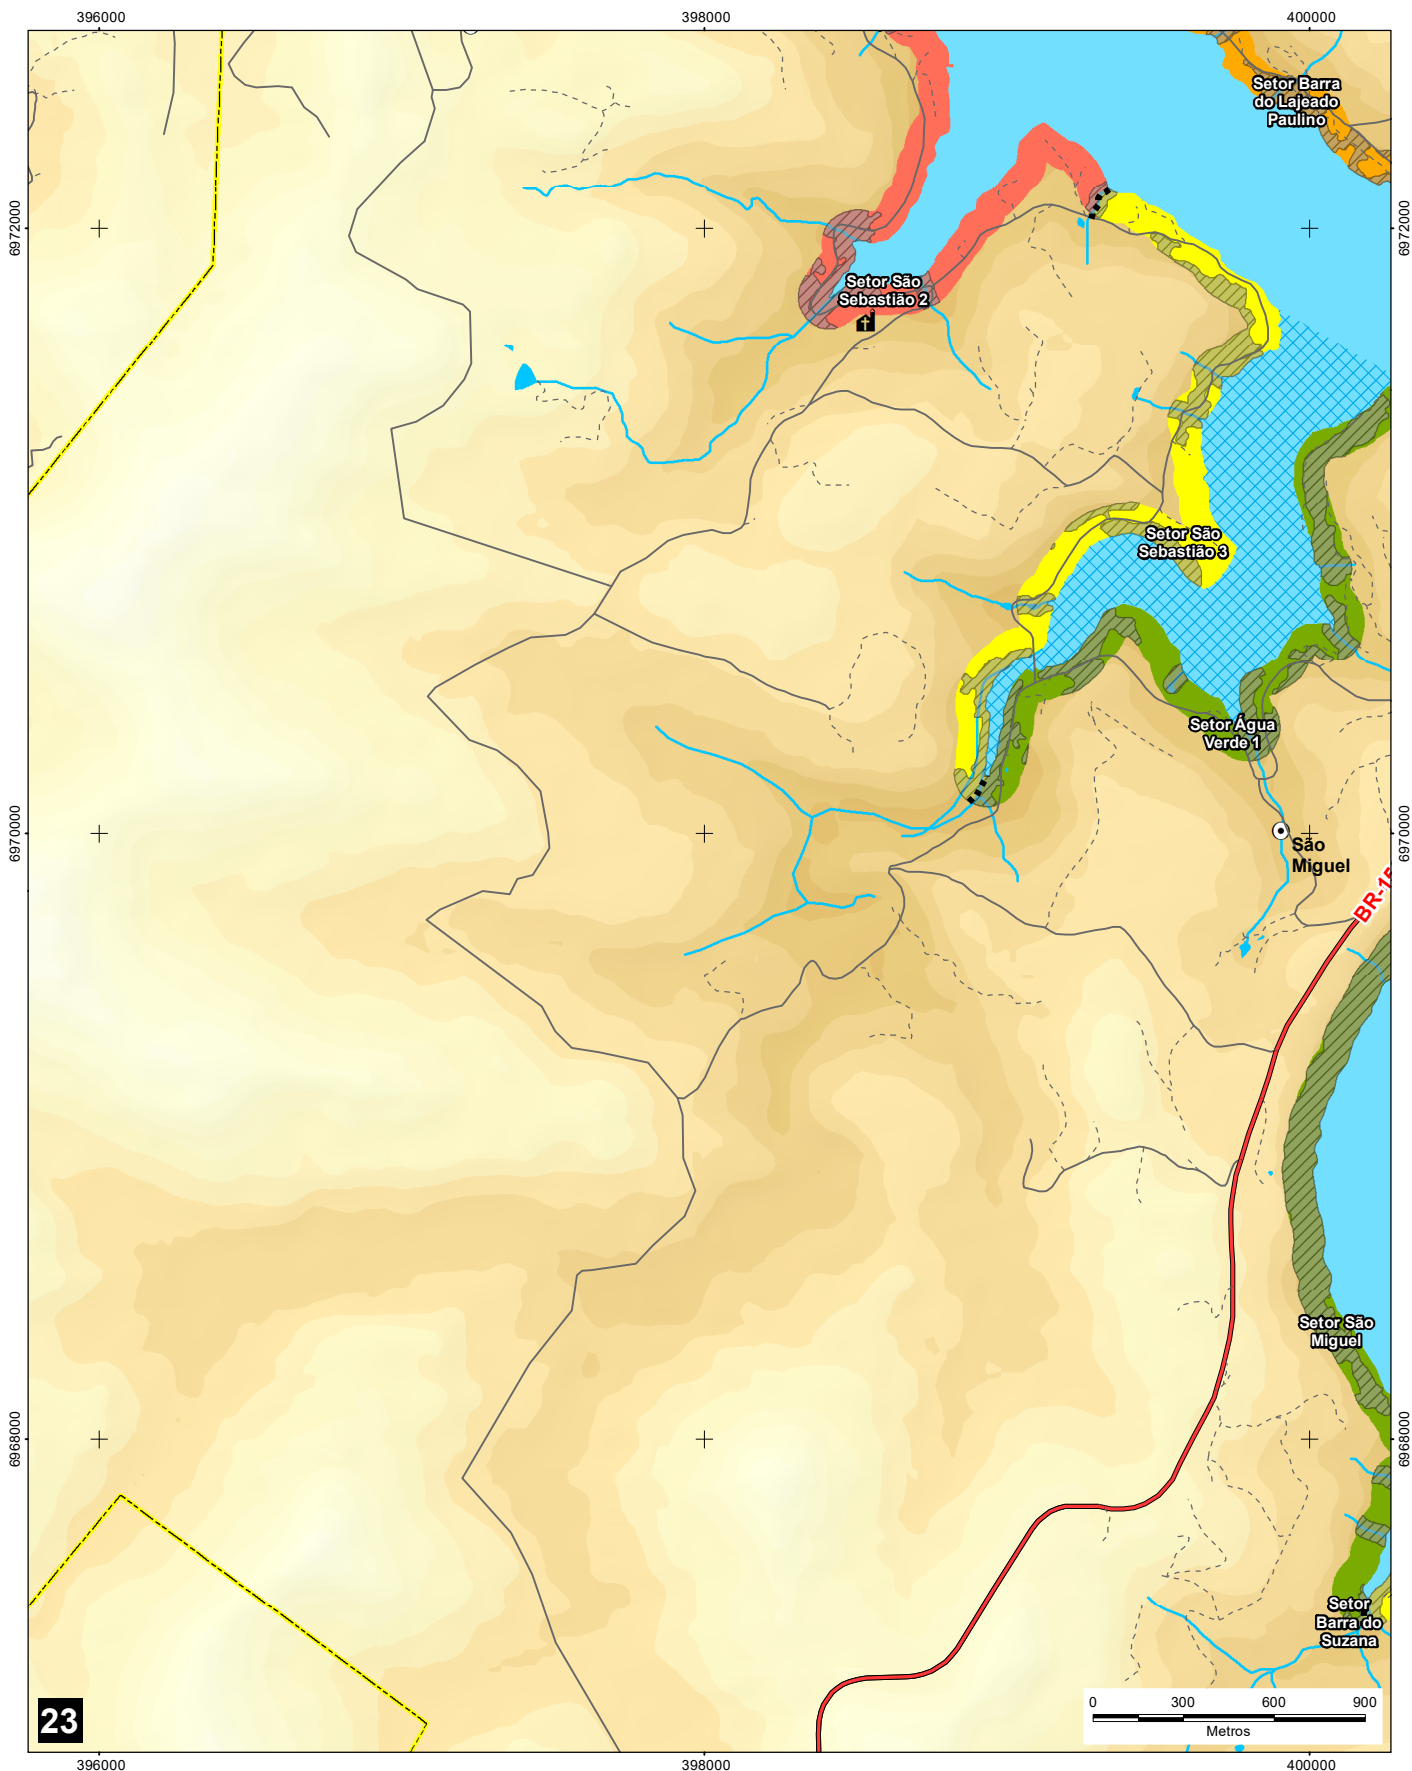 396000
398000
400000
Setor Barra
do Lajeado
Paulino
6972000
6972000
Setor São
Sebastião 2
Setor São
Sebastião 3
Setor Água
Verde 1
6970000
6970000
São
Miguel
BR-15
Setor São
Miguel
6968000
6968000
Setor
Barra do
Suzana
23
0 300 600 900
Metros
396000
398000
400000